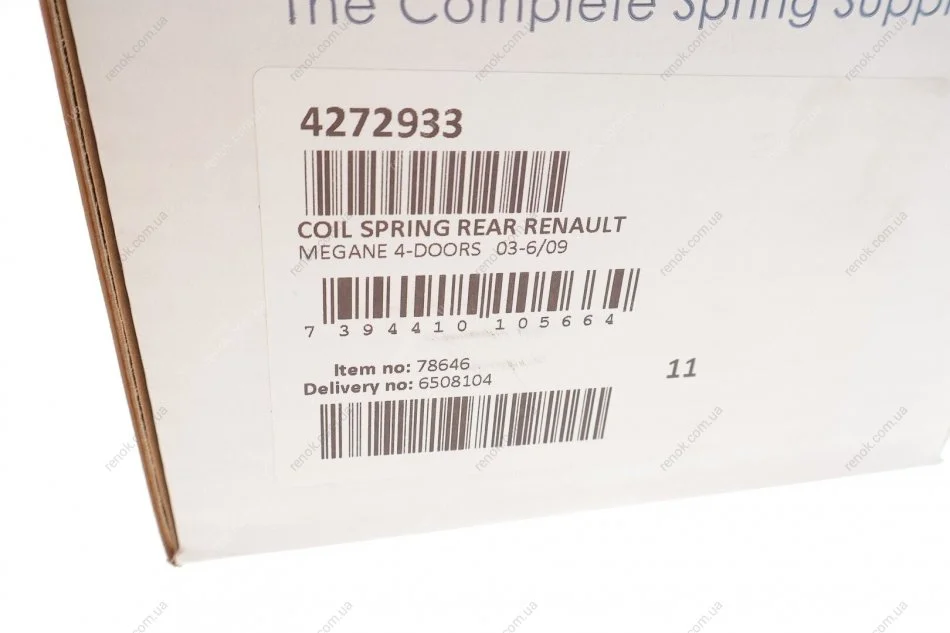 The Complete Spring
4272933
COIL SPRING REAR RENAULT
MEGANE 4-DOORS 03-6/09
7 394410 105664
Item no: 78646
Delivery no: 6508104
11
renok.com.ua